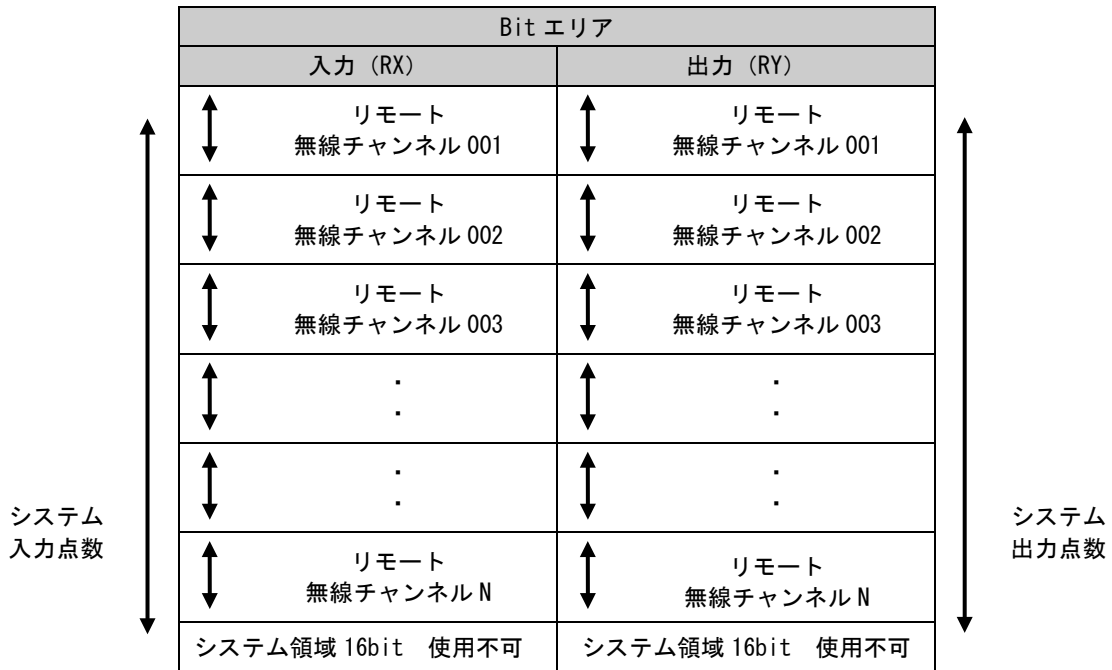 Bit エリア
入力 (RX) 出力 (RY)
リモート リモート
無線チャンネル 001 無線チャンネル 001
リモート リモート
無線チャンネル 002 無線チャンネル 002
リモート リモート
無線チャンネル 003 無線チャンネル 003
・ ・
・ ・
・ ・
・ ・
システム
入力点数
システム
出力点数
リモート リモート
無線チャンネル N 無線チャンネル N
システム領域 16bit 使用不可 システム領域 16bit 使用不可